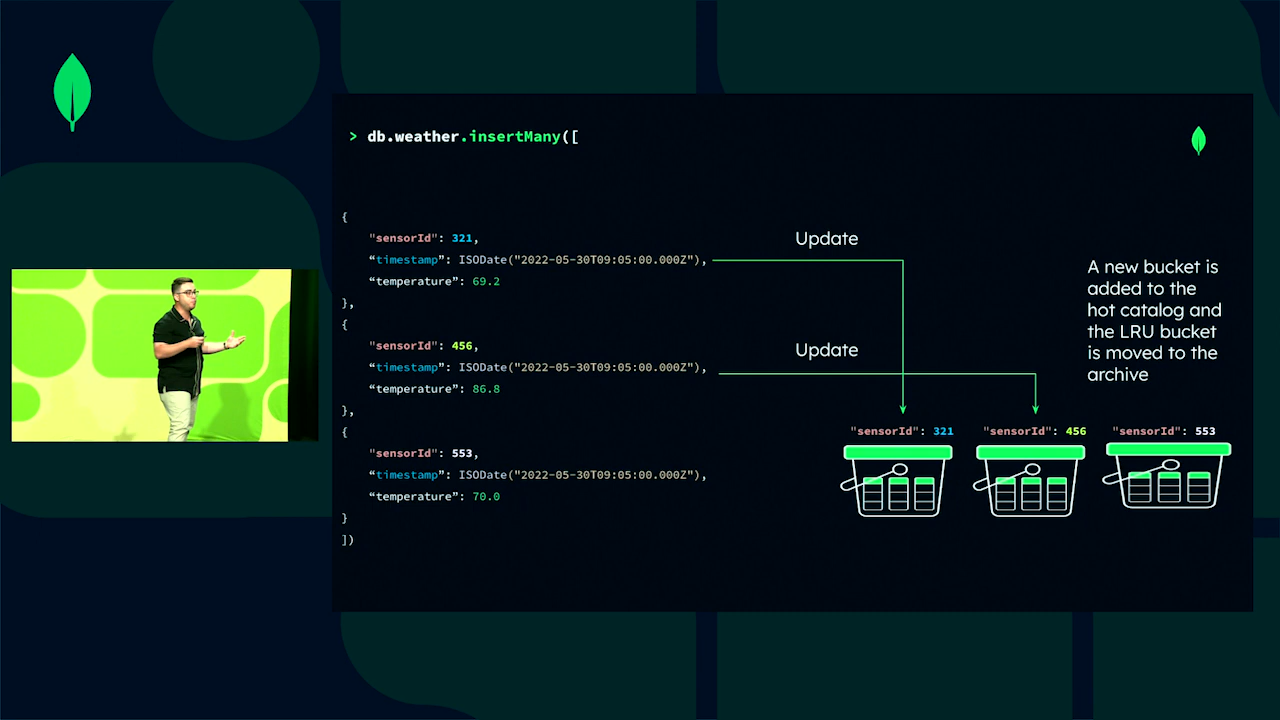 > db.weather.insertMany([
{
"sensorId": 321,
“timestamp”: ISODate("2022-05-30T09:05:00.000Z"),
“temperature”: 69.2
},
{
"sensorId": 456,
“timestamp”: ISODate("2022-05-30T09:05:00.000Z"),
“temperature”: 86.8
},
{
"sensorId": 553,
“timestamp”: ISODate("2022-05-30T09:05:00.000Z"),
“temperature”: 70.0
}
])
Update
Update
A new bucket is
added to the
hot catalog and
the LRU bucket
is moved to the
archive
"sensorId": 321
"sensorId": 456
"sensorId": 553